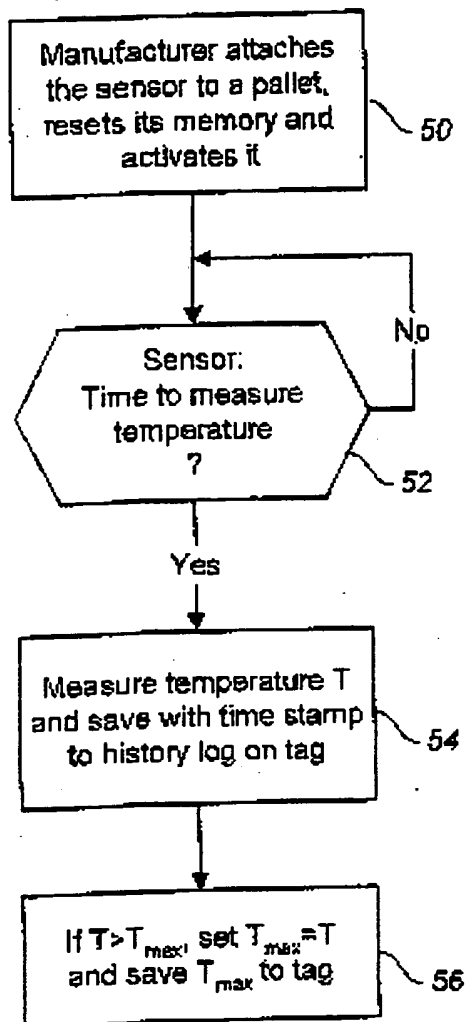 Manufacturer attaches
the sensor to a pallet,
resets its memory and
activates it
50
No
Sensor:
Time to measure
temperature
?
52
Yes
Measure temperature T
and save with time stamp
to history log on tag
54
If T>Tmax, set Tmax=T
and save Tmax to tag
56